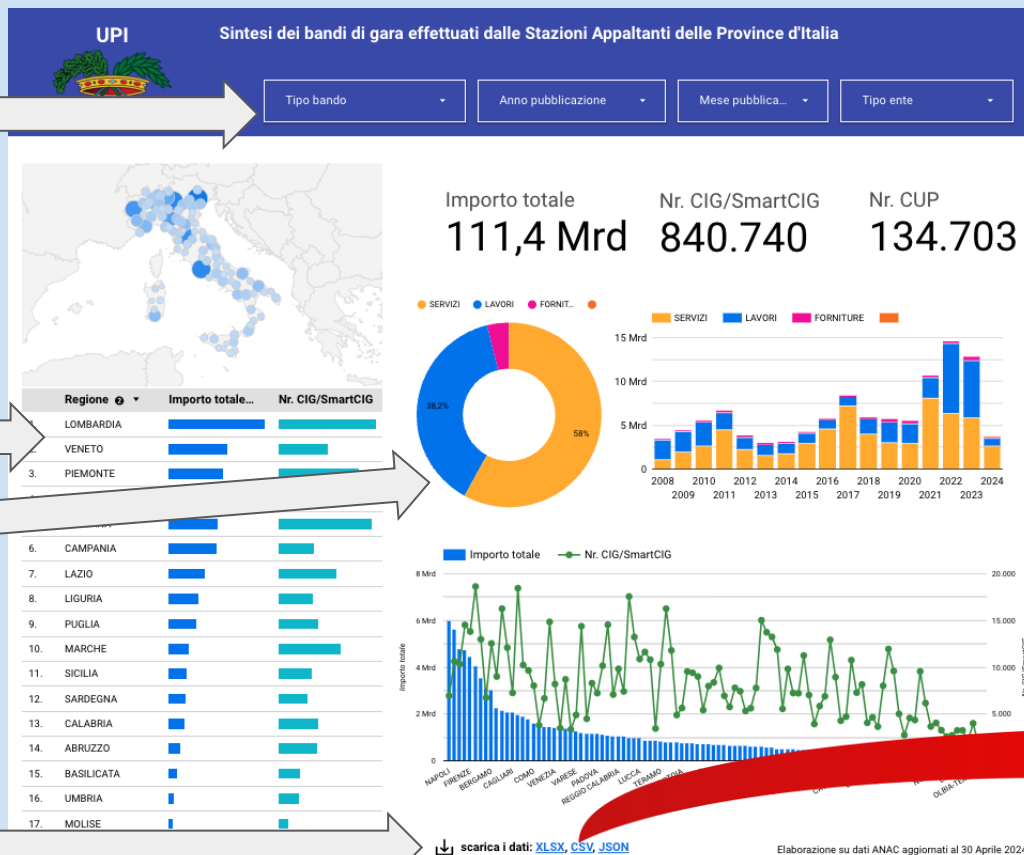 UPI
Sintesi dei bandi di gara effettuati dalle Stazioni Appaltanti delle Province d'Italia
Tipo bando
Anno pubblicazione
Mese pubblica...
Tipo ente
Importo totale
111,4 Mrd
Nr. CIG/SmartCIG
840.740
Nr. CUP
134.703
Regione Importo totale... Nr. CIG/SmartCIG
LOMBARDIA
VENETO
3. PIEMONTE
6. CAMPANIA
7. LAZIO
8. LIGURIA
9. PUGLIA
10. MARCHE
11. SICILIA
12. SARDEGNA
13. CALABRIA
14. ABRUZZO
15. BASILICATA
16. UMBRIA
17. MOLISE
SERVIZI LAVORI FORNIT...
38,2%
58%
SERVIZI LAVORI FORNITURE
15 Mrd
10 Mrd
5 Mrd
0
2008 2010 2012 2014 2016 2018 2020 2022 2024
2009 2011 2013 2015 2017 2019 2021 2023
Importo totale Nr. CIG/SmartCIG
8 Mrd 20.000
6 Mrd 15.000
4 Mrd 10.000
2 Mrd 5.000
0
Importo totale
NAPOLI
FIRENZE
BERGAMO
CAGLIARI
COMO
VENEZIA
VARESE
PADOVA
REGGIO CALABRIA
LUCCA
TERAMO
scarica i dati: XLSX, CSV, JSON
Elaborazione su dati ANAC aggiornati al 30 Aprile 2024